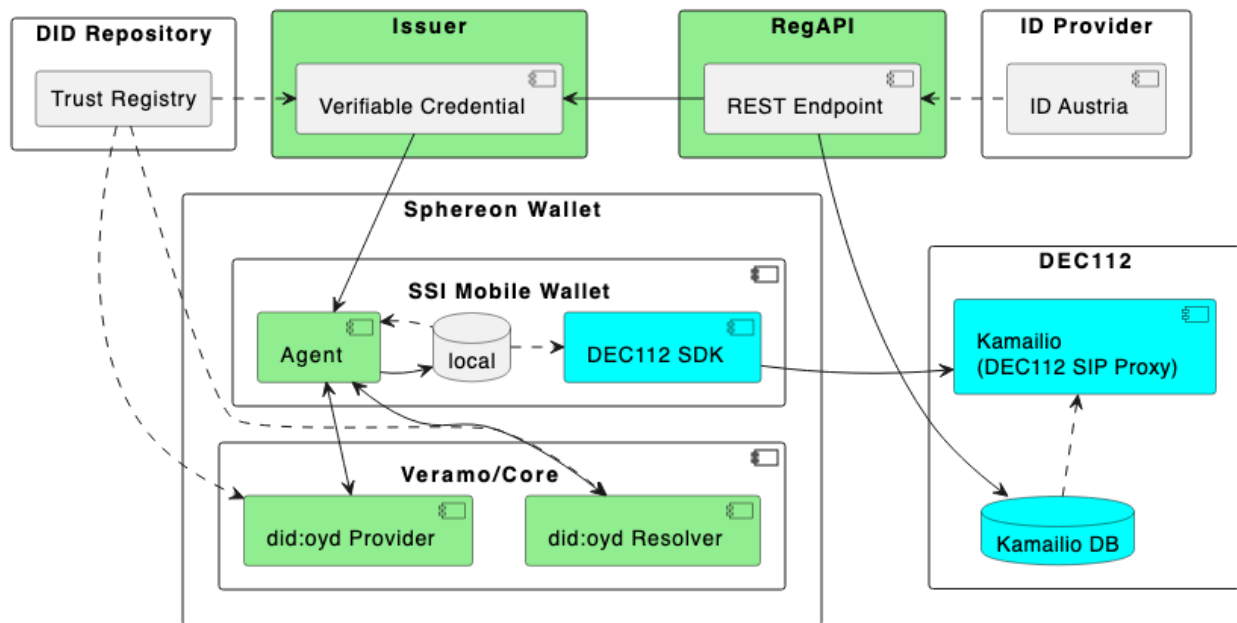 DID Repository
Issuer
RegAPI
ID Provider
Trust Registry
Verifiable Credential
REST Endpoint
ID Austria
Sphereon Wallet
DEC112
SSI Mobile Wallet
Agent
local
DEC112 SDK
Kamailio
(DEC112 SIP Proxy)
Veramo/Core
did:oyd Provider
did:oyd Resolver
Kamailio DB